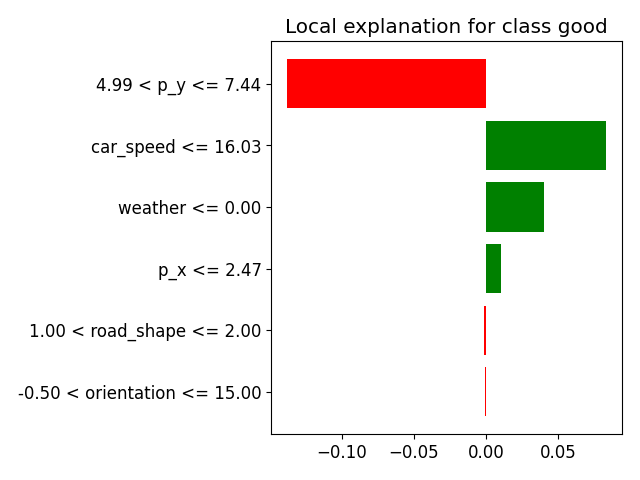 Local explanation for class good
4.99 < p_y <= 7.44
car_speed <= 16.03
weather <= 0.00
p_x <= 2.47
1.00 < road_shape <= 2.00
-0.50 < orientation <= 15.00
−0.10 −0.05 0.00 0.05